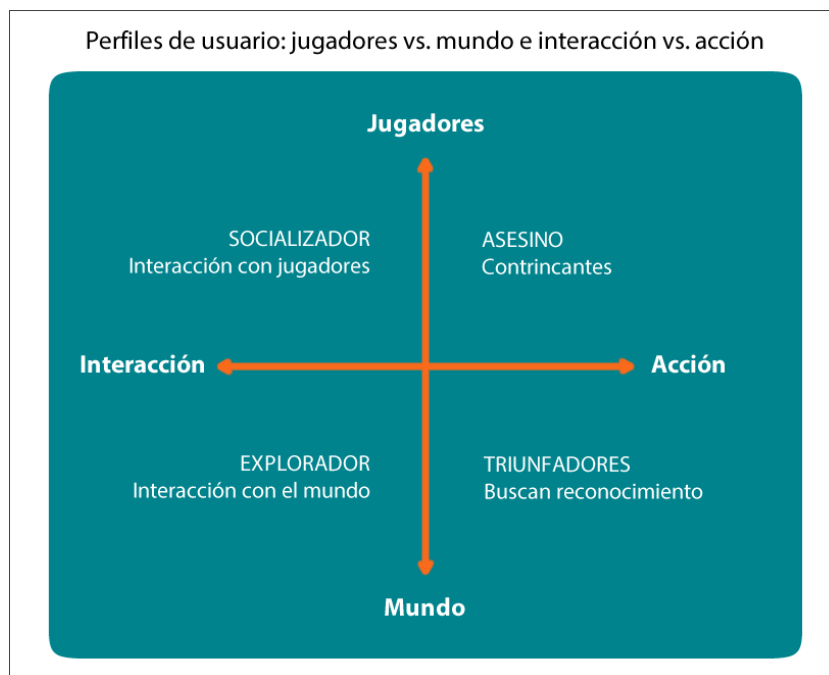 Perfiles de usuario: jugadores vs. mundo e interacción vs. acción
Jugadores
SOCIALIZADOR
Interacción con jugadores
ASESINO
Contrincantes
Interacción
Acción
EXPLORADOR
Interacción con el mundo
TRIUNFADORES
Buscan reconocimiento
Mundo